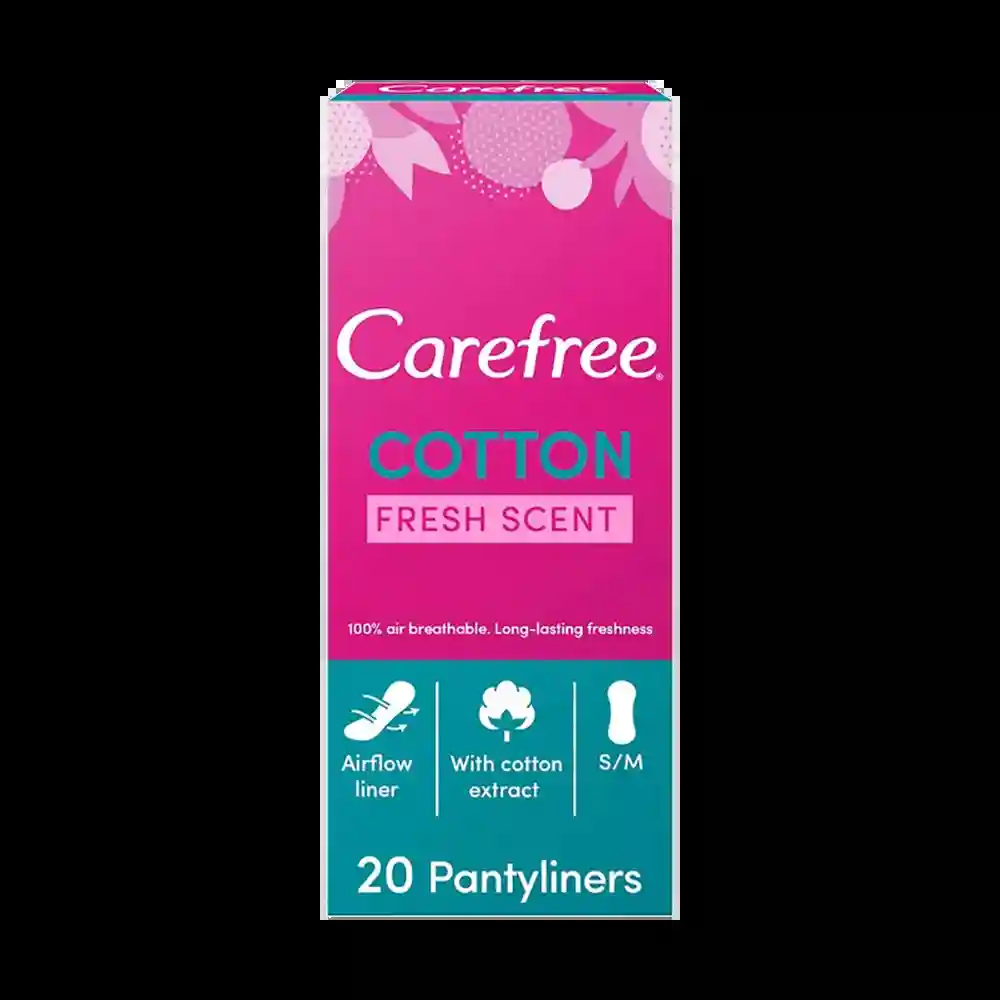 Carefree
Carefree®
COTTON
FRESH SCENT
100% air breathable. Long-lasting freshness
Airflow
liner
With cotton
extract
S/M
20 Pantyliners